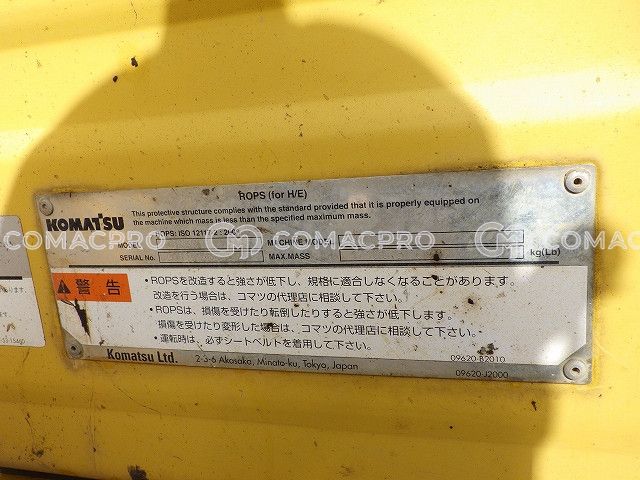 ROPS (for H/E)
KOMATSU
This protective structure complies with the standard provided that it is properly equipped on
the machine which mass is less than the specified maximum mass.
ROPS: ISO
MODEL
MACHINE MODEL
SERIAL No.
MAX.MASS
kg(Lb)
警告
・ROPSを改造すると強さが低下し、規格に適合しなくなることがあります。
改造を行う場合は、コマツの代理店に相談して下さい。
・ROPSは、損傷を受けたり転倒したりすると強さが低下します。
損傷を受けたり変形した場合は、コマツの代理店に相談して下さい。
・運転時は、必ずシートベルトを着用して下さい。
Komatsu Ltd.
2-3-6 Akasaka, Minato-ku, Tokyo, Japan
09620-B2010
09620-J2000
COMACPRO
COMACPRO
COMACPRO
COMACPRO
COMACPRO